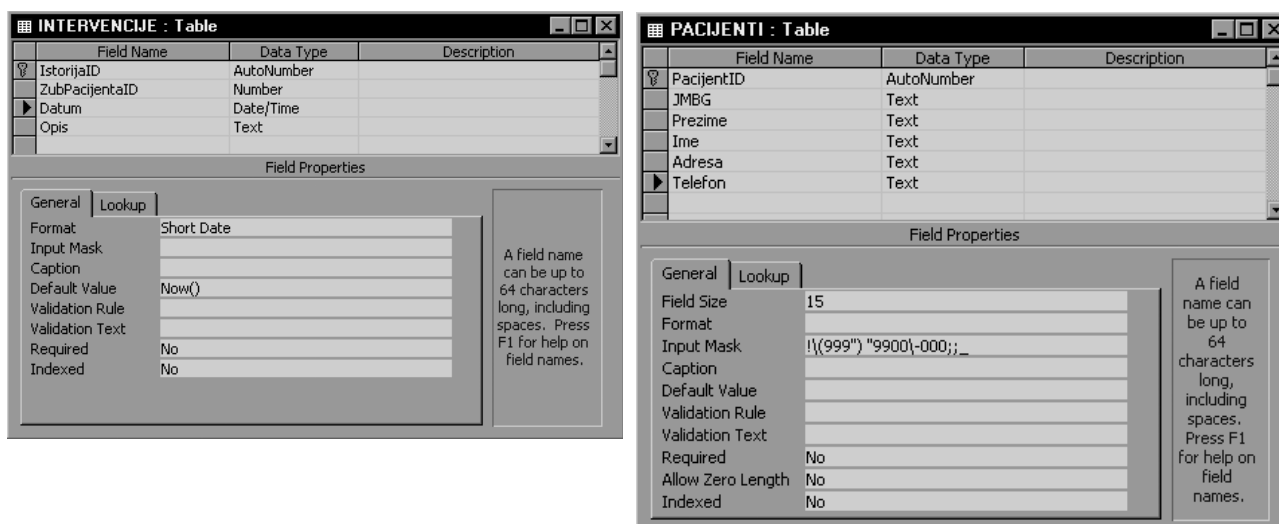 INTERVENCIJE : Table
Field Name Data Type Description
IstorijaID AutoNumber
ZubPacijentaID Number
Datum Date/Time
Opis Text
Field Properties
General Lookup
Format Short Date
Input Mask
Caption
Default Value Now()
Validation Rule
Validation Text
Required No
Indexed No
A field name
can be up to
64 characters
long, including
spaces. Press
F1 for help on
field names.
PACIJENTI : Table
Field Name Data Type Description
PacijentID AutoNumber
JMBG Text
Prezime Text
Ime Text
Adresa Text
Telefon Text
Field Properties
General Lookup
Field Size 15
Format
Input Mask !\(999") "9900\-000;;_
Caption
Default Value
Validation Rule
Validation Text
Required No
Allow Zero Length No
Indexed No
A field
name can
be up to
64
characters
long,
including
spaces.
Press F1
for help on
field
names.